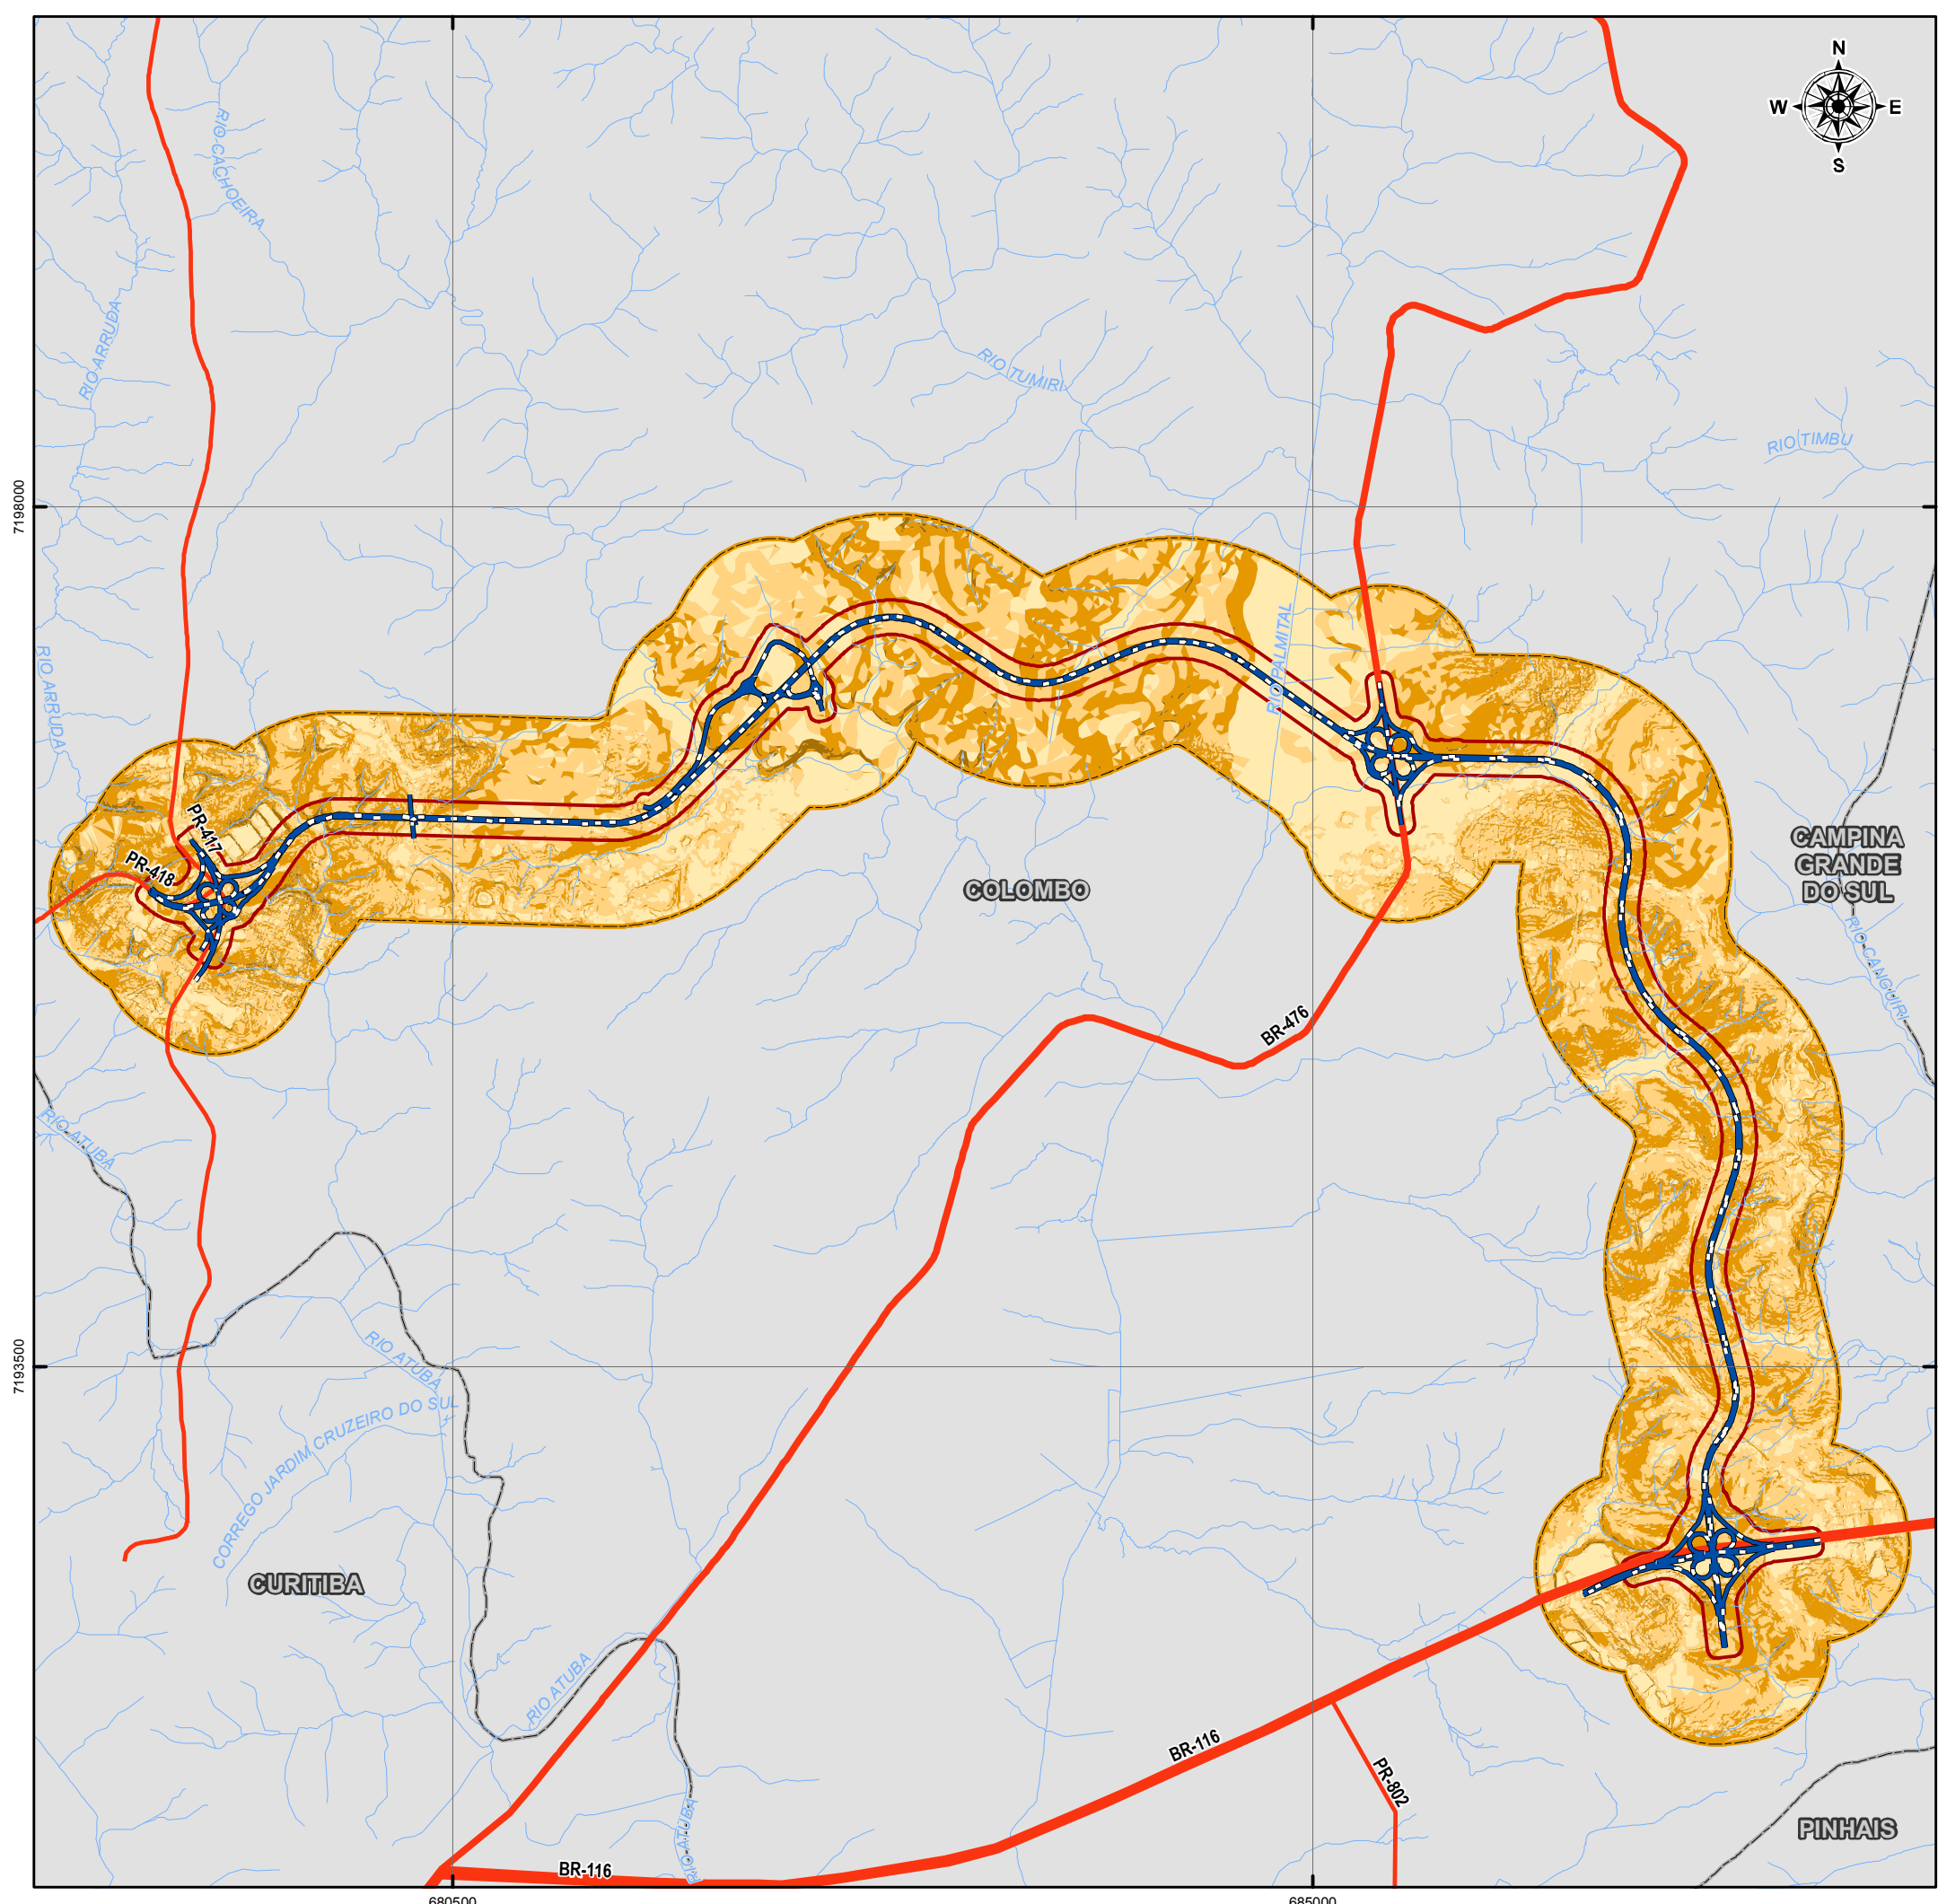 N
W E
S
RIO CACHOEIRA
RIO ARRUDA
RIO TUMIRI
RIO TIMBU
7198000
RIO PALMITAL
RIO ARRUDA
PR-417
PR-418
CAMPINA
GRANDE
DO SUL
COLOMBO
RIO CANGUIRI
BR-476
RIO ATUBA
7193500
RIO ATUBA
CORREGO JARDIM CRUZEIRO DO SUL
CURITIBA
RIO ATUBA
BR-116
PR-802
RIO ATUBA
PINHAIS
BR-116
680500
685000